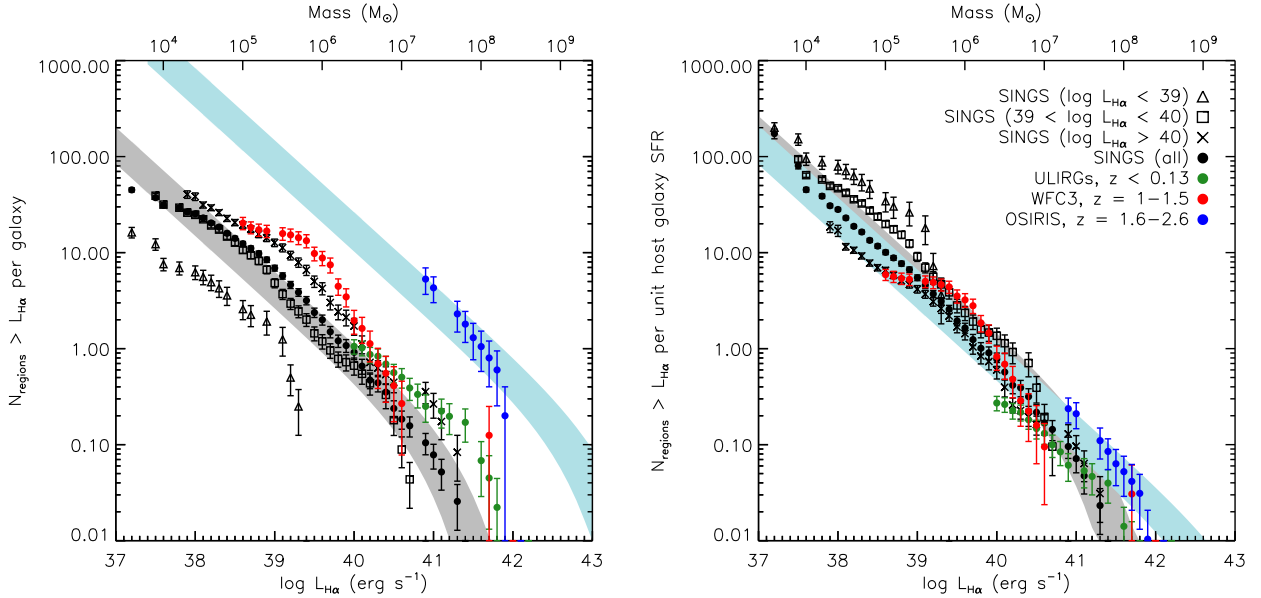 Mass (M⊙)
10⁴ 10⁵ 10⁶ 10⁷ 10⁸ 10⁹
1000.00
100.00
10.00
1.00
0.10
0.01
N_regions > L_Hα per galaxy
37 38 39 40 41 42 43
log L_Hα (erg s⁻¹)
Mass (M⊙)
10⁴ 10⁵ 10⁶ 10⁷ 10⁸ 10⁹
1000.00
100.00
10.00
1.00
0.10
0.01
N_regions > L_Hα per unit host galaxy SFR
SINGS (log L_Hα < 39)
SINGS (39 < log L_Hα < 40)
SINGS (log L_Hα > 40)
SINGS (all)
ULIRGs, z < 0.13
WFC3, z = 1−1.5
OSIRIS, z = 1.6−2.6
37 38 39 40 41 42 43
log L_Hα (erg s⁻¹)